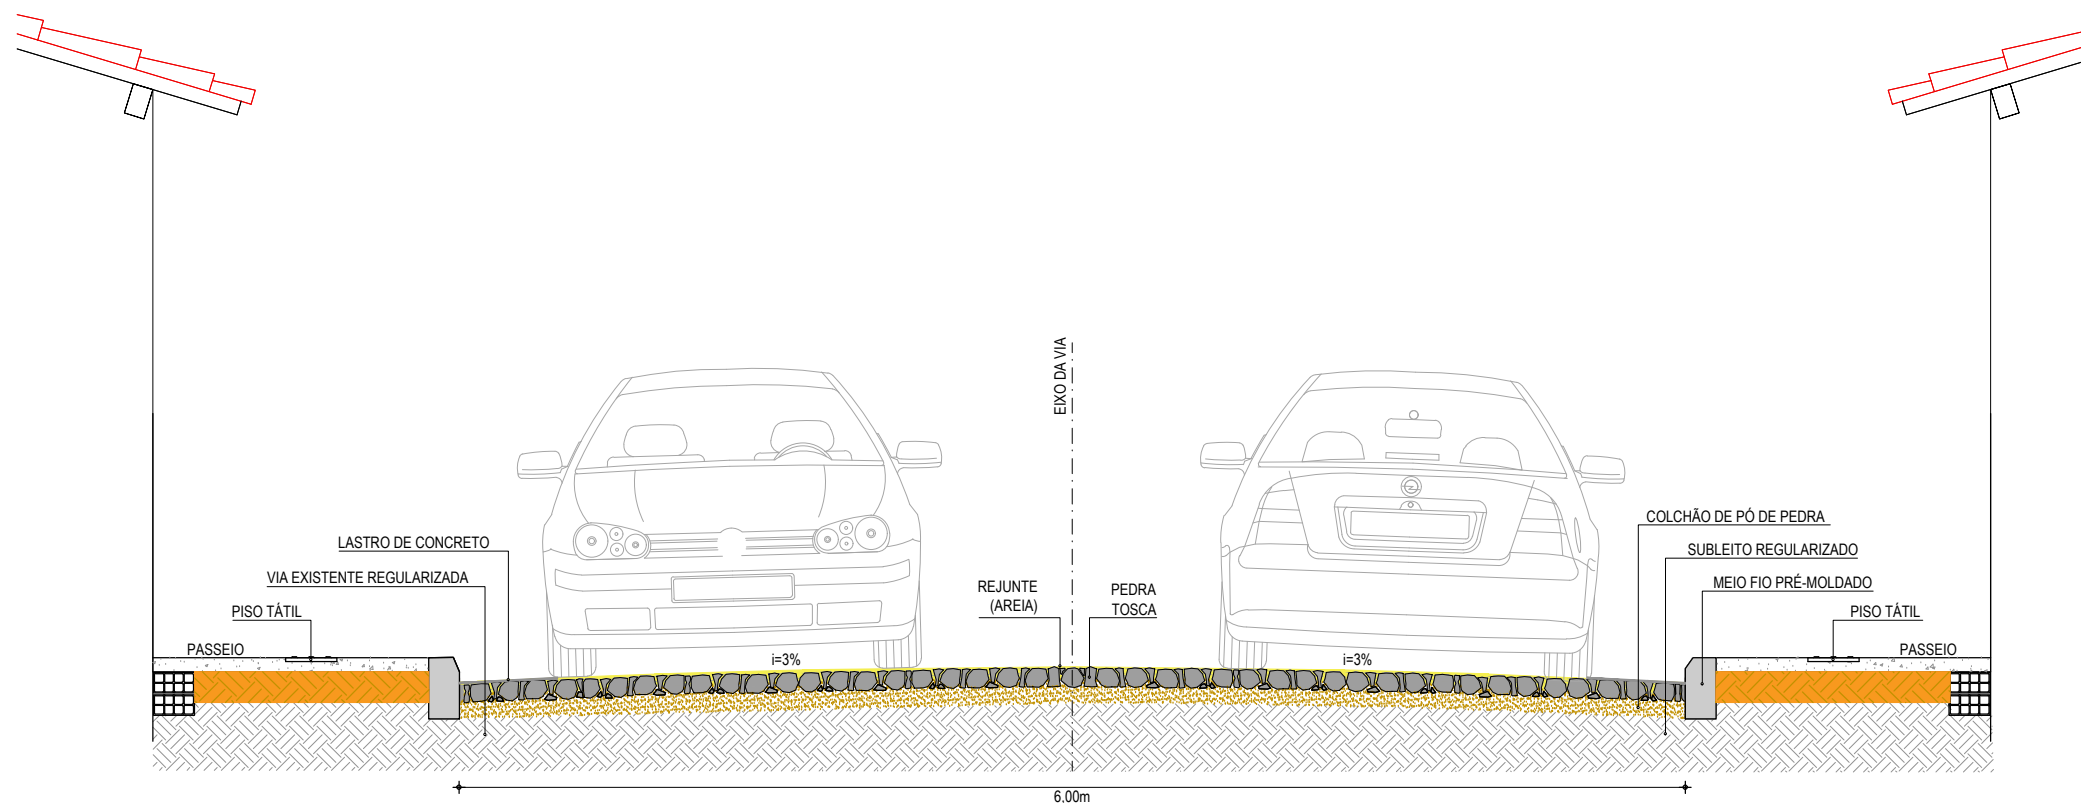 EIXO DA VIA
COLCHÃO DE PÓ DE PEDRA
LASTRO DE CONCRETO
SUBLEITO REGULARIZADO
VIA EXISTENTE REGULARIZADA
MEIO FIO PRÉ-MOLDADO
REJUNTE
(AREIA)
PEDRA
TOSCA
PISO TÁTIL
PISO TÁTIL
PASSEIO
PASSEIO
i=3%
i=3%
6,00m